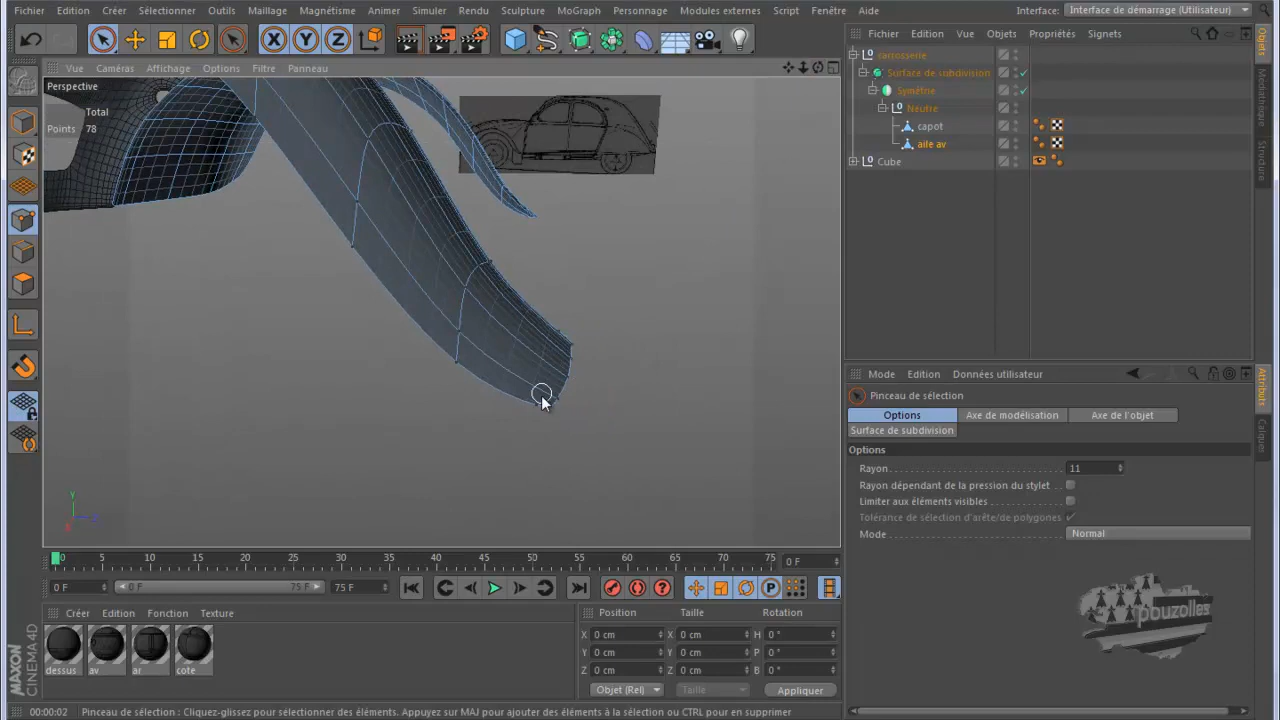 Fichier Edition Créer Sélectionner Outils Maillage Magnétisme Animer Simuler Rendu Sculpture MoGraph Personnage Modules externes Script Fenêtre Aide Interface: Interface de démarrage (Utilisateur)
X Y Z
Fichier Edition Vue Objets Propriétés Signets
Objets
Vue Caméras Affichage Options Filtre Panneau
Perspective
Total
Points 78
carrosserie
Surface de subdivision
Symétrie
Neutre
capot
aile av
Cube
Médiathèque
Structure
Mode Edition Données utilisateur
Attributs
Calques
Pinceau de sélection
Options Axe de modélisation Axe de l'objet
Surface de subdivision
Options
Rayon 11
Rayon dépendant de la pression du stylet
Limiter aux éléments visibles
Tolérance de sélection d'arête/de polygones
Mode Normal
Y
Z
X
0 5 10 15 20 25 30 35 40 45 50 55 60 65 70 75 0 F
0 F 0 F 75 F 75 F
P
Créer Edition Fonction Texture
dessus av ar cote
Position Taille Rotation
X 0 cm X 0 cm H 0 °
Y 0 cm Y 0 cm P 0 °
Z 0 cm Z 0 cm B 0 °
Objet (Rel) Taille Appliquer
pouzolles
MAXON CINEMA 4D
00:00:02 Pinceau de sélection : Cliquez-glissez pour sélectionner des éléments. Appuyez sur MAJ pour ajouter des éléments à la sélection ou CTRL pour en supprimer